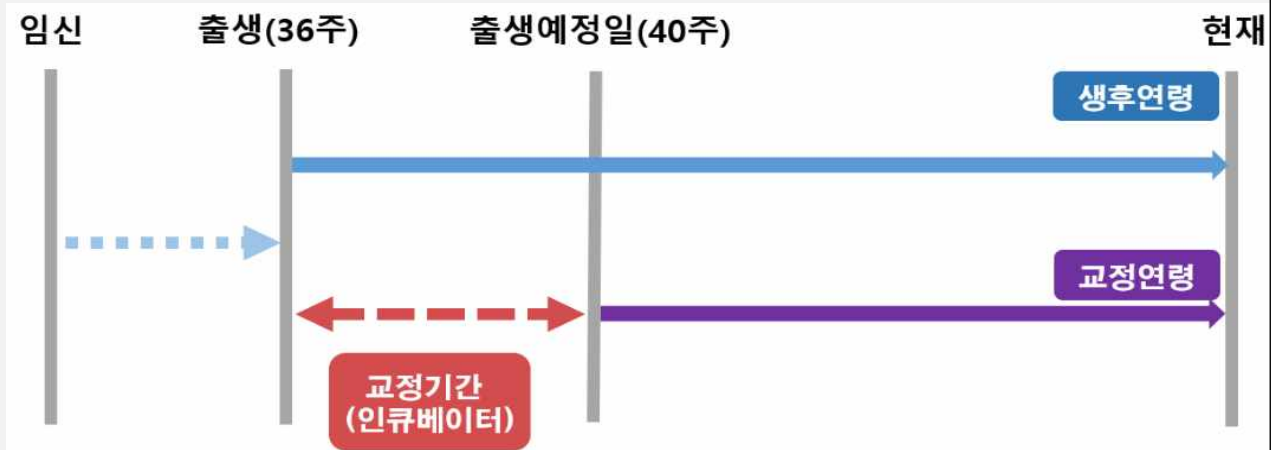 임신 출생(36주) 출생예정일(40주) 현재
생후연령
교정연령
교정기간
(인큐베이터)